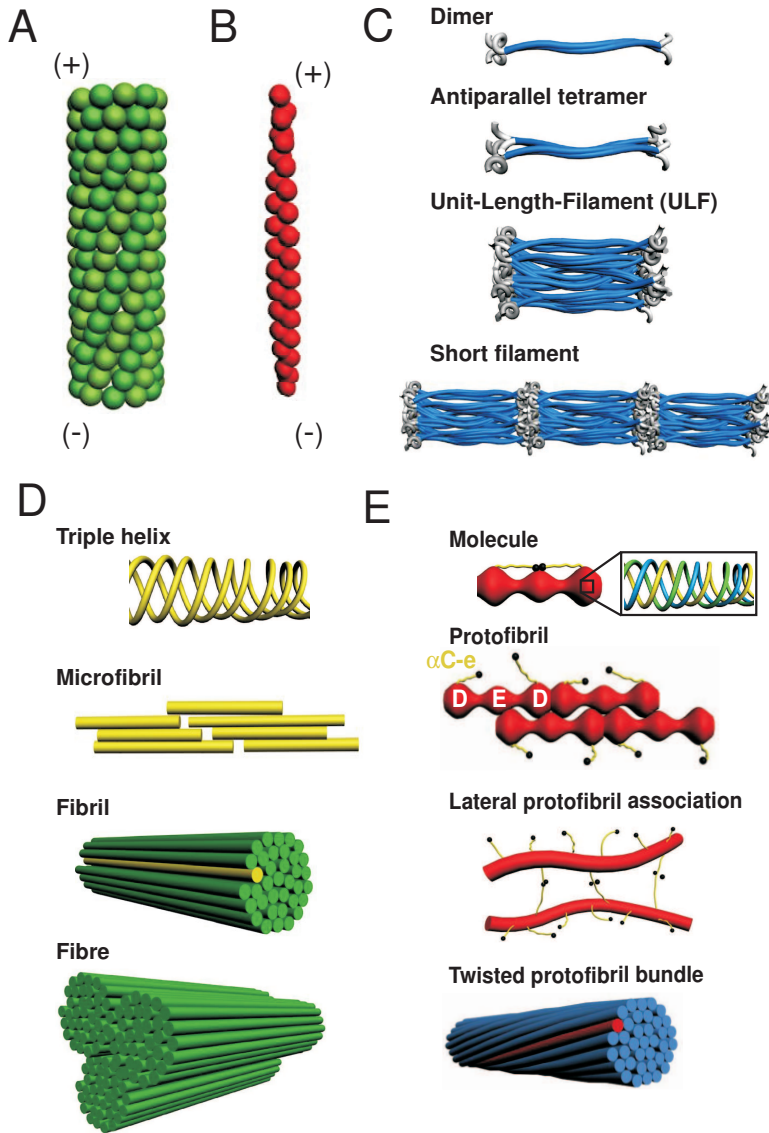 A
(+)
(-)
B
(+)
(-)
C
Dimer
Antiparallel tetramer
Unit-Length-Filament (ULF)
Short filament
D
Triple helix
Microfibril
Fibril
Fibre
E
Molecule
Protofibril
αC-e
D E D
Lateral protofibril association
Twisted protofibril bundle